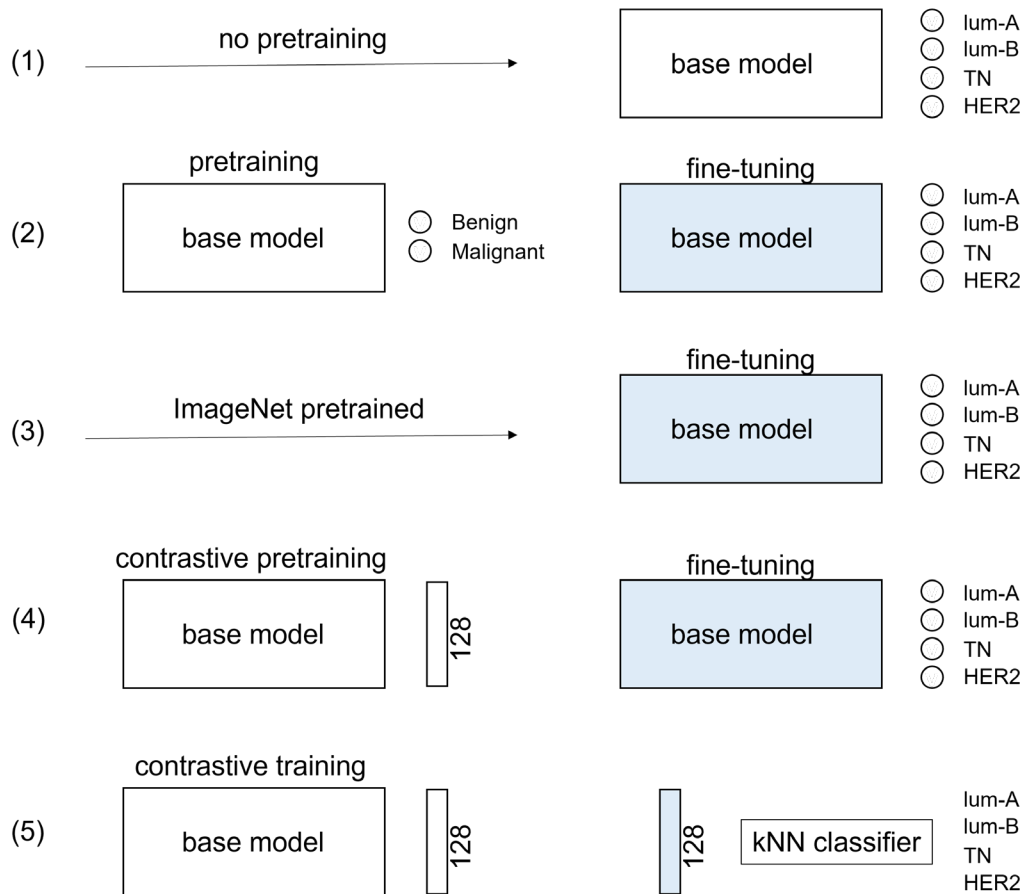 (1)
no pretraining
base model
lum-A
lum-B
TN
HER2
(2)
pretraining
base model
Benign
Malignant
fine-tuning
base model
lum-A
lum-B
TN
HER2
(3)
ImageNet pretrained
fine-tuning
base model
lum-A
lum-B
TN
HER2
(4)
contrastive pretraining
base model
128
fine-tuning
base model
lum-A
lum-B
TN
HER2
(5)
contrastive training
base model
128
128
kNN classifier
lum-A
lum-B
TN
HER2